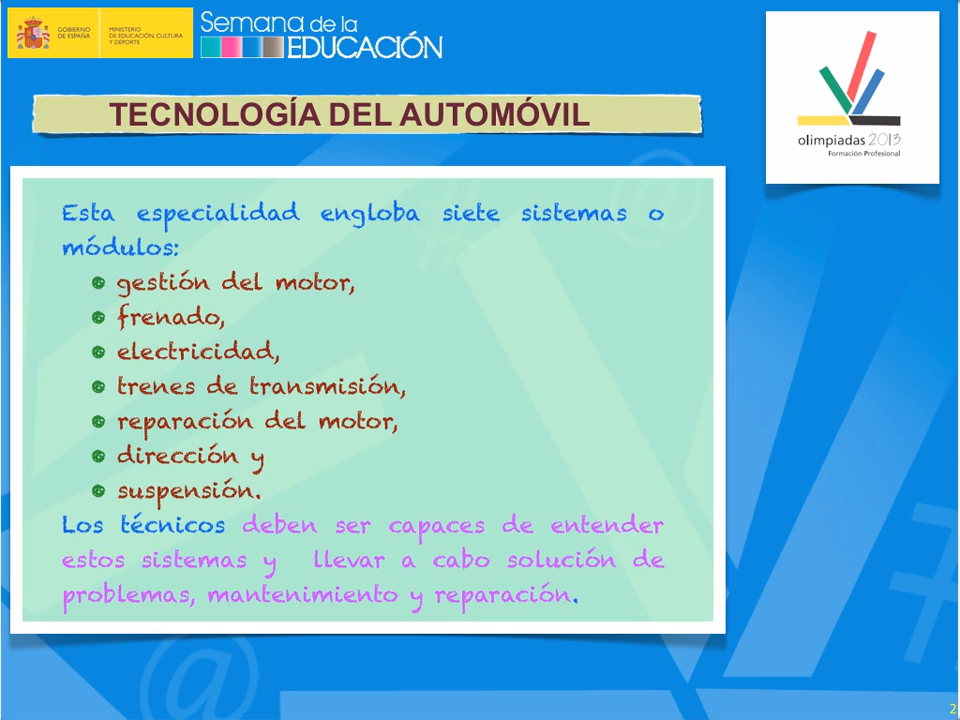 GOBIERNO
DE ESPAÑA
MINISTERIO
DE EDUCACIÓN, CULTURA
Y DEPORTE
Semana de la
EDUCACIÓN
olimpiadas 2013
Formación Profesional
TECNOLOGÍA DEL AUTOMÓVIL
Esta especialidad engloba siete sistemas o
módulos:
gestión del motor,
frenado,
electricidad,
trenes de transmisión,
reparación del motor,
dirección y
suspensión.
Los técnicos deben ser capaces de entender
estos sistemas y llevar a cabo solución de
problemas, mantenimiento y reparación.
2